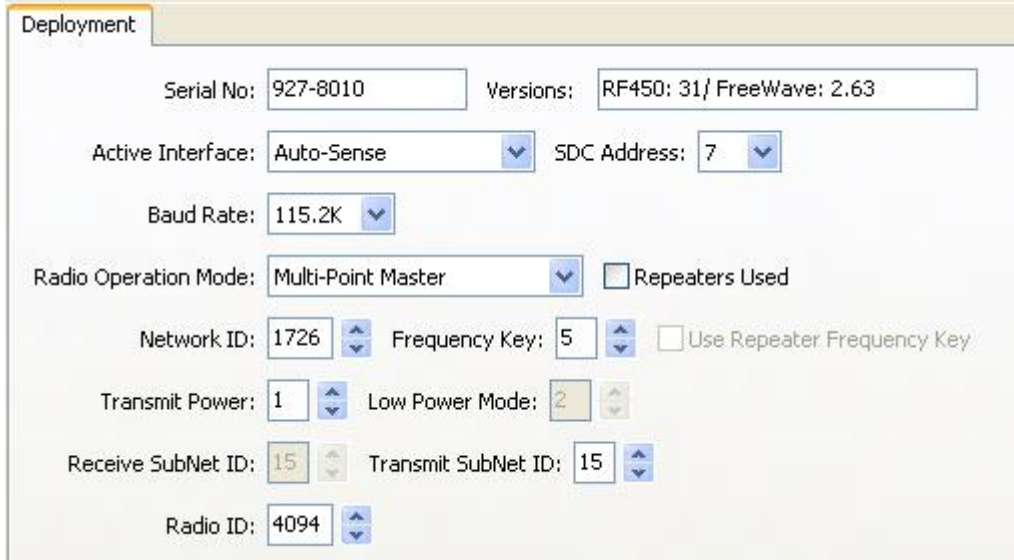 Deployment
Serial No: 927-8010 Versions: RF450: 31/ FreeWave: 2.63
Active Interface: Auto-Sense SDC Address: 7
Baud Rate: 115.2K
Radio Operation Mode: Multi-Point Master Repeaters Used
Network ID: 1726 Frequency Key: 5 Use Repeater Frequency Key
Transmit Power: 1 Low Power Mode: 2
Receive SubNet ID: 15 Transmit SubNet ID: 15
Radio ID: 4094